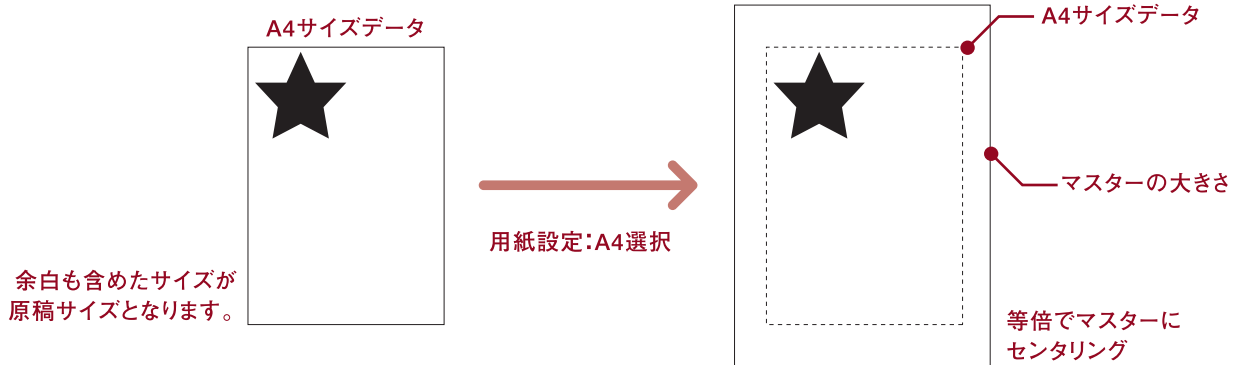 A4サイズデータ
余白も含めたサイズが
原稿サイズとなります。
用紙設定：A4選択
A4サイズデータ
マスターの大きさ
等倍でマスターに
センタリング